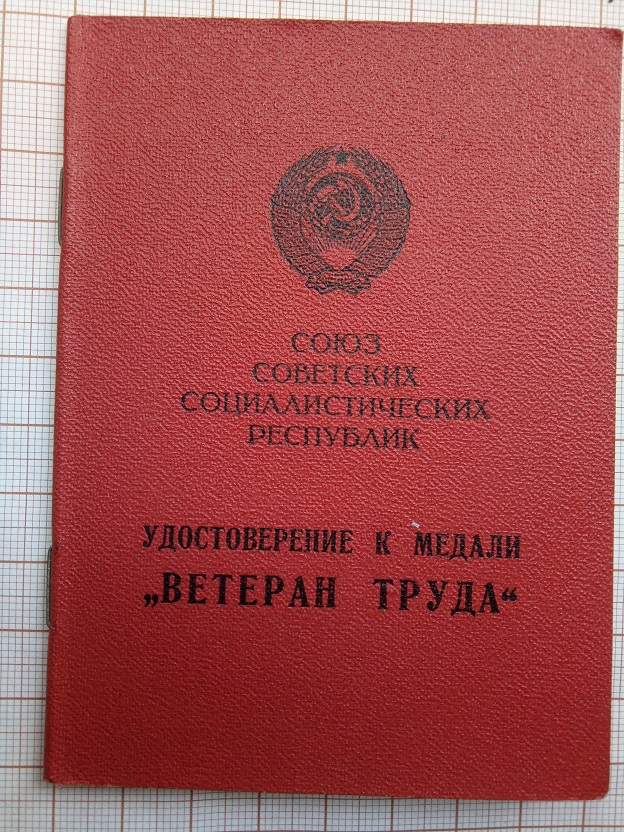 СОЮЗ
СОВЕТСКИХ
СОЦИАЛИСТИЧЕСКИХ
РЕСПУБЛИК
УДОСТОВЕРЕНИЕ К МЕДАЛИ
„ВЕТЕРАН ТРУДА“